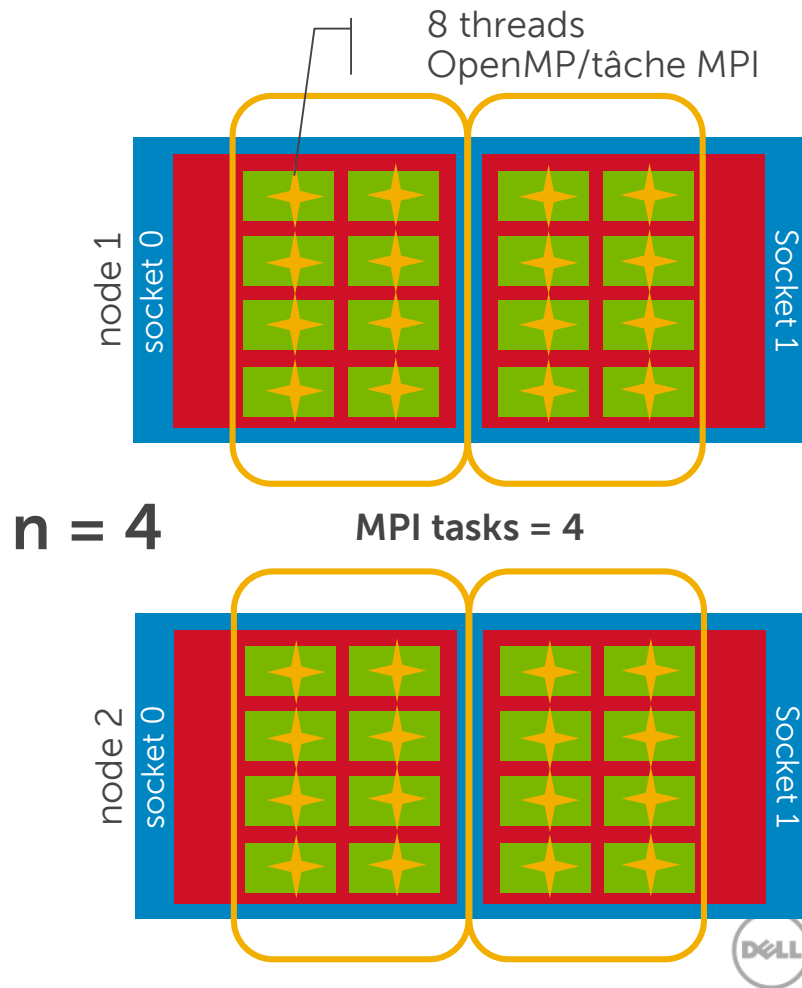 8 threads
OpenMP/tâche MPI
node 1
socket 0
Socket 1
n = 4
MPI tasks = 4
node 2
socket 0
Socket 1
DELL